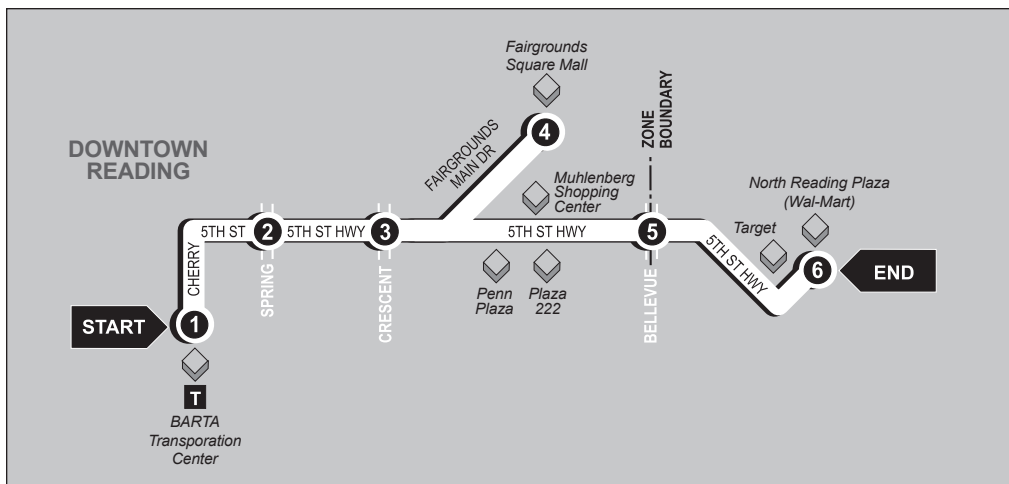 Fairgrounds
Square Mall
ZONE
BOUNDARY
4
DOWNTOWN
READING
FAIRGROUNDS
MAIN DR
Muhlenberg
Shopping
Center
North Reading Plaza
(Wal-Mart)
Target
5TH ST
2
5TH ST HWY
3
5TH ST HWY
5
5TH ST HWY
CHERRY
SPRING
CRESCENT
BELLEVUE
Penn
Plaza
Plaza
222
6
END
START
1
T
BARTA
Transporation
Center